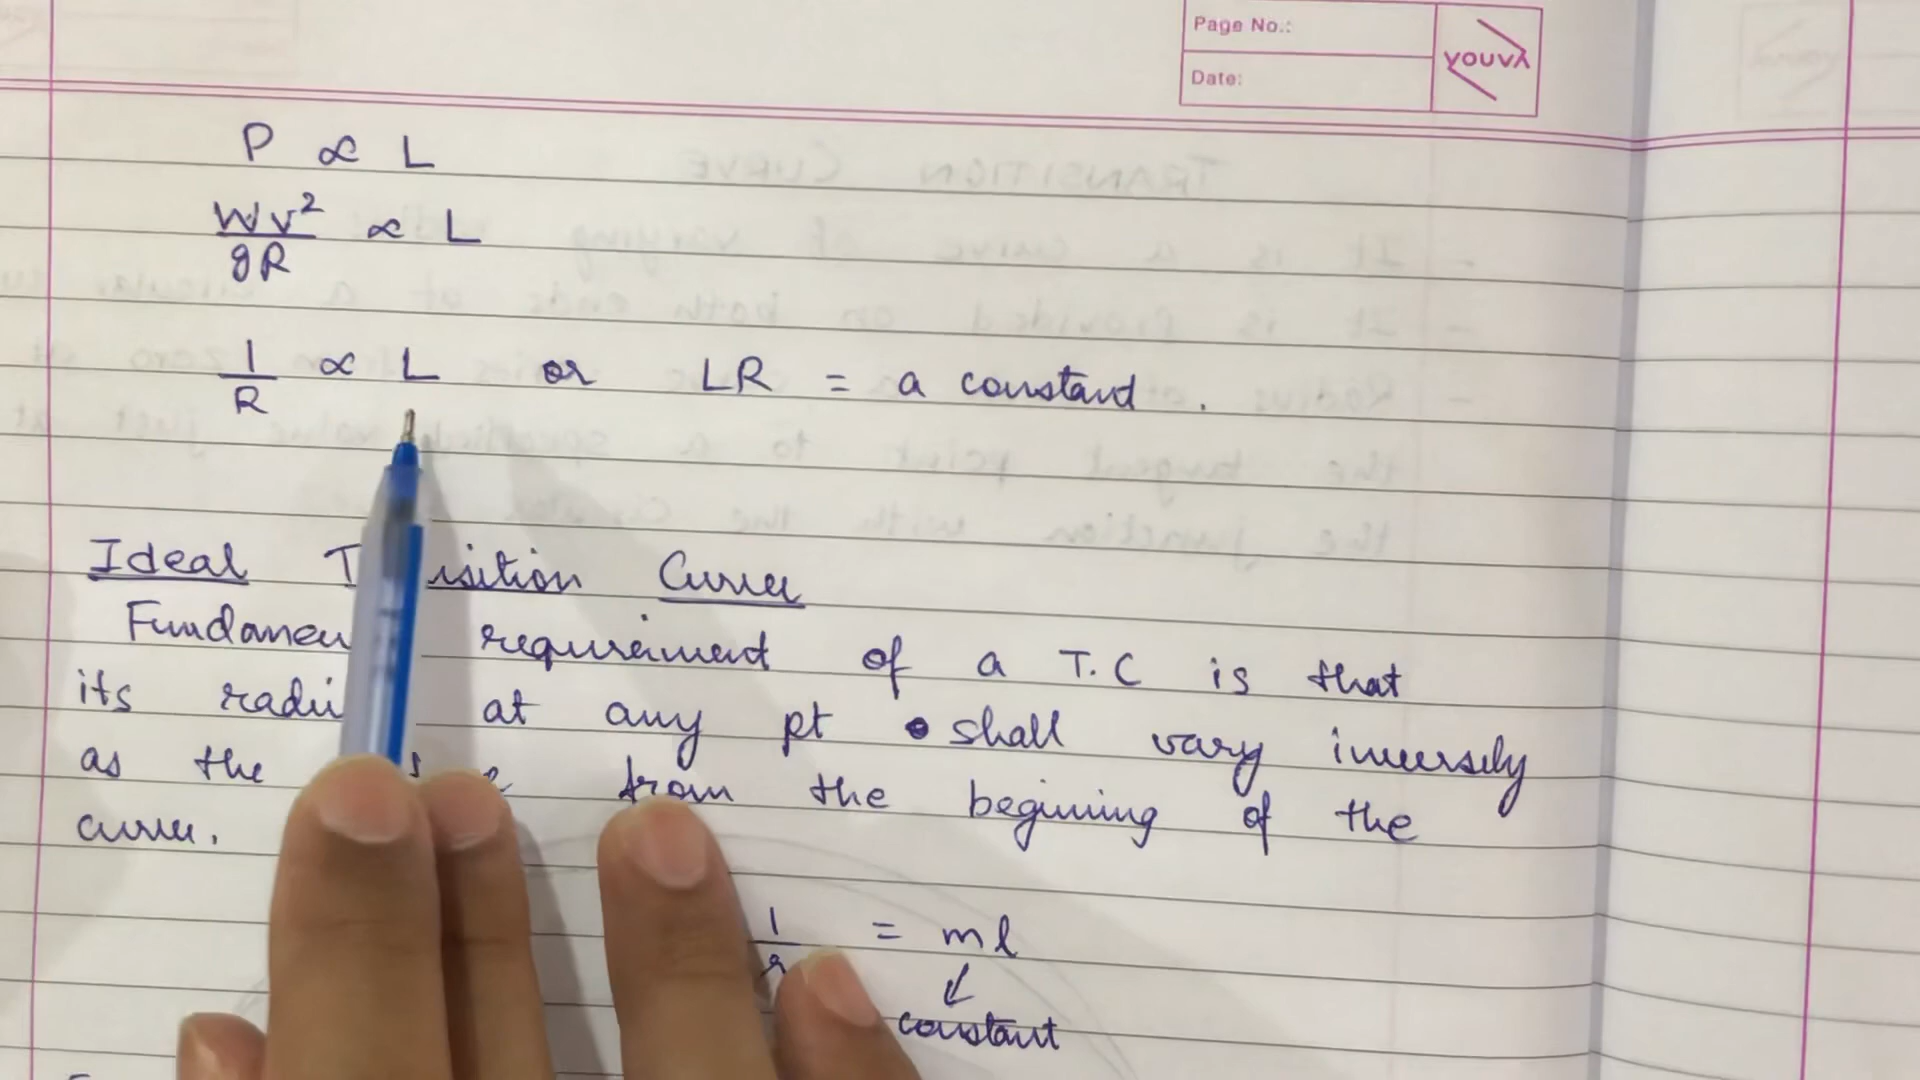 Page No.:
Date:
youva
P ∝ L
Wv²/gR ∝ L
1/R ∝ L or LR = a constant.
Ideal Curve
requirement of a T.C is that
its at any pt shall vary inversely
as the from the begining of the
curve.
1/r = ml
constant